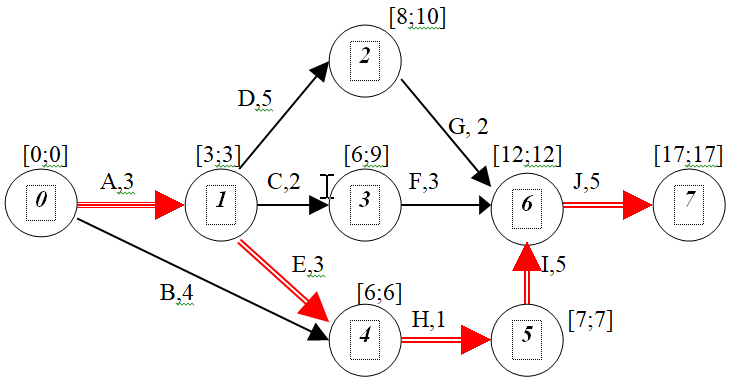 [8;10]
2
D,5
G, 2
[0;0]
[3;3]
[6;9]
[12;12]
[17;17]
0
A,3
1
C,2
3
F,3
6
J,5
7
E,3
I,5
B,4
[6;6]
4
H,1
5
[7;7]